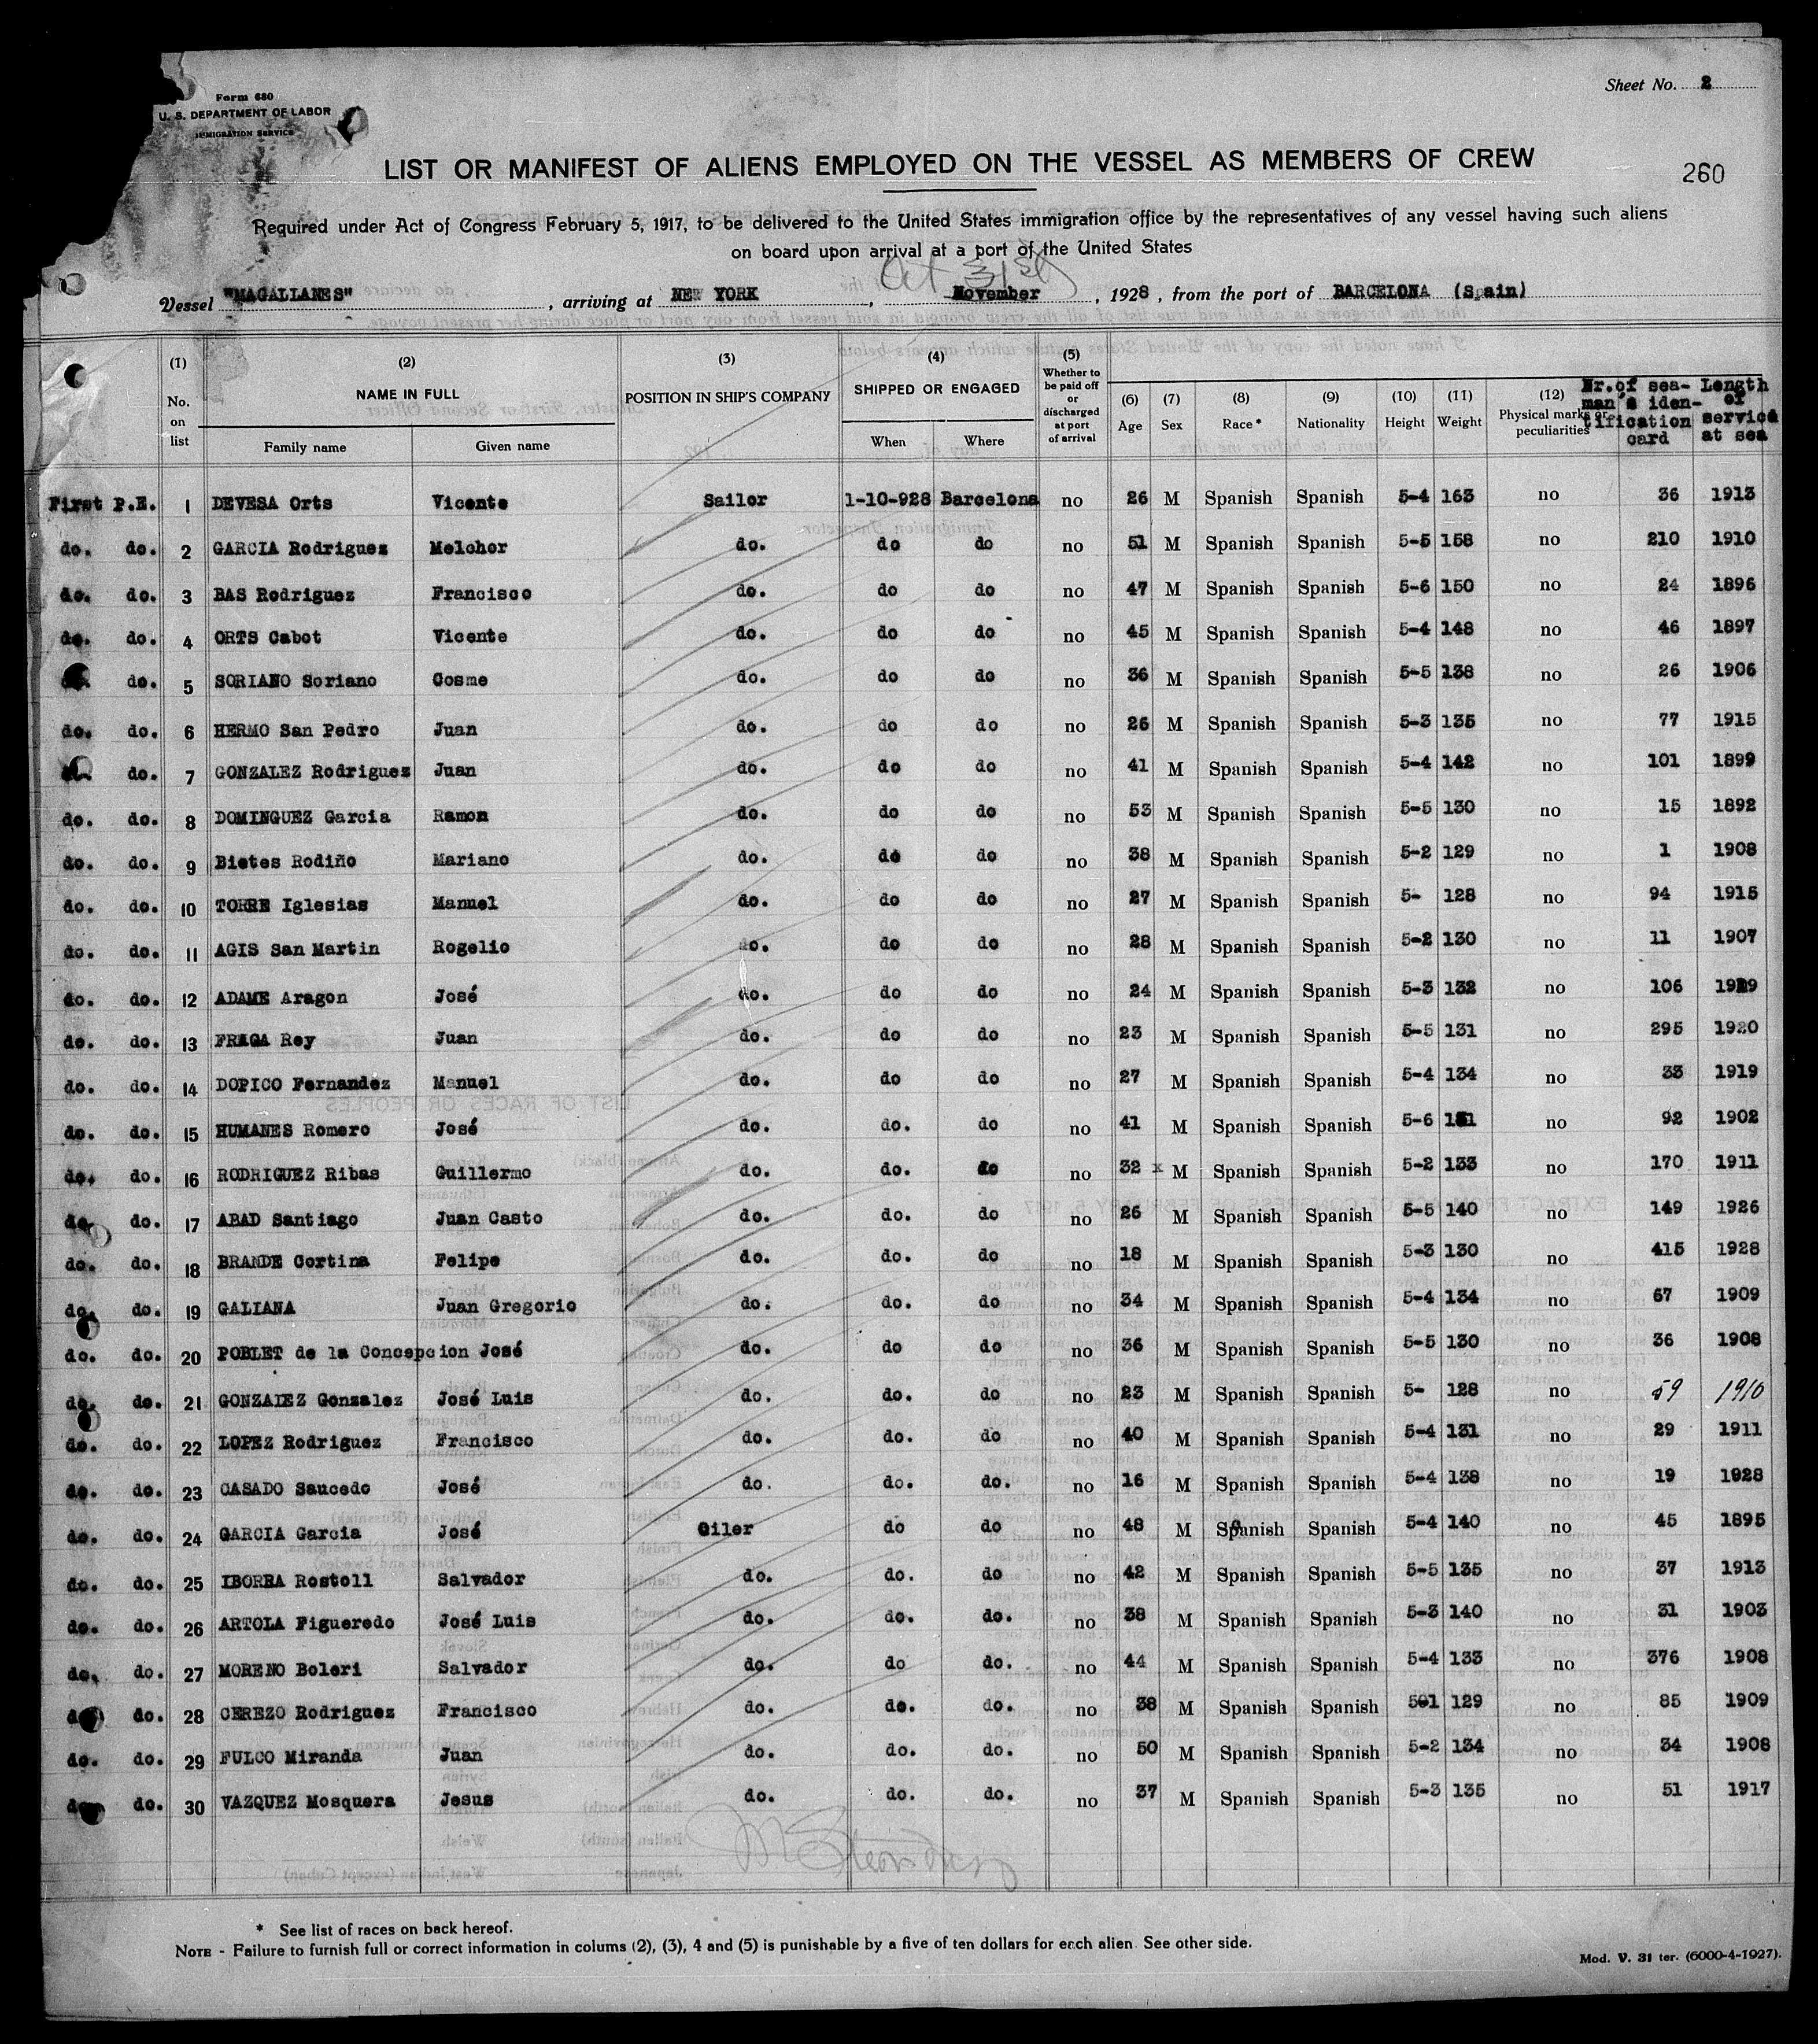 Form 680
U. S. DEPARTMENT OF LABOR
IMMIGRATION SERVICE
Sheet No. 2
LIST OR MANIFEST OF ALIENS EMPLOYED ON THE VESSEL AS MEMBERS OF CREW
260
Required under Act of Congress February 5, 1917, to be delivered to the United States immigration office by the representatives of any vessel having such aliens
on board upon arrival at a port of the United States
Oct 31st
Vessel "MAGALLANES", arriving at NEW YORK, November, 1928, from the port of BARCELONA (Spain)
(1) No. on list
(2) NAME IN FULL
Family name Given name
(3) POSITION IN SHIP'S COMPANY
(4) SHIPPED OR ENGAGED
When Where
(5) Whether to be paid off or discharged at port of arrival
(6) Age (7) Sex (8) Race* (9) Nationality (10) Height (11) Weight (12) Physical marks or peculiarities
Nr. of sea-man's iden-tification card
Length of service at sea
First P.E. 1 DEVESA Orts Vicente Sailor 1-10-928 Barcelona no 26 M Spanish Spanish 5-4 163 no 36 1913
do. do. 2 GARCIA Rodriguez Melchor do. do do no 51 M Spanish Spanish 5-5 158 no 210 1910
do. do. 3 BAS Rodriguez Francisco do. do do no 47 M Spanish Spanish 5-6 150 no 24 1896
do. do. 4 ORTS Cabot Vicente do. do do no 45 M Spanish Spanish 5-4 148 no 46 1897
do. 5 SORIANO Soriano Cosme do. do do no 36 M Spanish Spanish 5-5 138 no 26 1906
do. do. 6 HERMO San Pedro Juan do. do do no 26 M Spanish Spanish 5-3 135 no 77 1915
do. 7 GONZALEZ Rodriguez Juan do. do do no 41 M Spanish Spanish 5-4 142 no 101 1899
do. do. 8 DOMINGUEZ Garcia Ramon do. do do no 53 M Spanish Spanish 5-5 130 no 15 1892
do. do. 9 Bietes Rodiño Mariano do. do do no 38 M Spanish Spanish 5-2 129 no 1 1908
do. do. 10 TORRE Iglesias Manuel do. do do no 27 M Spanish Spanish 5- 128 no 94 1915
do. do. 11 AGIS San Martin Rogelio do. do do no 28 M Spanish Spanish 5-2 130 no 11 1907
do. do. 12 ADAME Aragon José do. do do no 24 M Spanish Spanish 5-3 132 no 106
do. do. 13 FRAGA Rey Juan do. do do no 23 M Spanish Spanish 5-5 131 no 295 1920
do. do. 14 DOPICO Fernandez Manuel do. do do no 27 M Spanish Spanish 5-4 134 no 33 1919
do. do. 15 HUMANES Romero José do. do. do no 41 M Spanish Spanish 5-6 no 92 1902
do. do. 16 RODRIGUEZ Ribas Guillermo do. do. do no 32 x M Spanish Spanish 5-2 133 no 170 1911
do. do. 17 ABAD Santiago Juan Casto do. do. do no 26 M Spanish Spanish 5-5 140 no 149 1926
do. do. 18 BRANDE Cortina Felipe do. do. do no 18 M Spanish Spanish 5-3 130 no 415 1928
do. do. 19 GALIANA Juan Gregorio do. do. do no 34 M Spanish Spanish 5-4 134 no 67 1909
do. do. 20 POBLET de la Concepcion José do. do do no 36 M Spanish Spanish 5-5 130 no 36 1908
do. do. 21 GONZALEZ Gonzalez José Luis do. do. do no 23 M Spanish Spanish 5- 128 no 59 1910
do. do. 22 LOPEZ Rodriguez Francisco do. do. do no 40 M Spanish Spanish 5-4 131 no 29 1911
do. do. 23 CASADO Saucedo José do. do. do. no 16 M Spanish Spanish 5-4 138 no 19 1928
do. do. 24 GARCIA Garcia José Oiler do do no 48 M Spanish Spanish 5-4 140 no 45 1895
do. do. 25 IBORRA Rostoll Salvador do. do. do no 42 M Spanish Spanish 5-5 135 no 37 1913
do. do. 26 ARTOLA Figueredo José Luis do. do. do. no 38 M Spanish Spanish 5-3 140 no 31 1903
do. do. 27 MORENO Boleri Salvador do. do do. no 44 M Spanish Spanish 5-4 133 no 376 1908
do. 28 CEREZO Rodriguez Francisco do. do. do. no 38 M Spanish Spanish 5-1 129 no 85 1909
do. do. 29 FULCO Miranda Juan do. do. do. no 50 M Spanish Spanish 5-2 134 no 34 1908
do. 30 VAZQUEZ Mosquera Jesus do. do. do. no 37 M Spanish Spanish 5-3 135 no 51 1917
* See list of races on back hereof.
NOTE - Failure to furnish full or correct information in colums (2), (3), 4 and (5) is punishable by a five of ten dollars for erch alien. See other side.
Mod. V. 31 ter. (6000-4-1927).